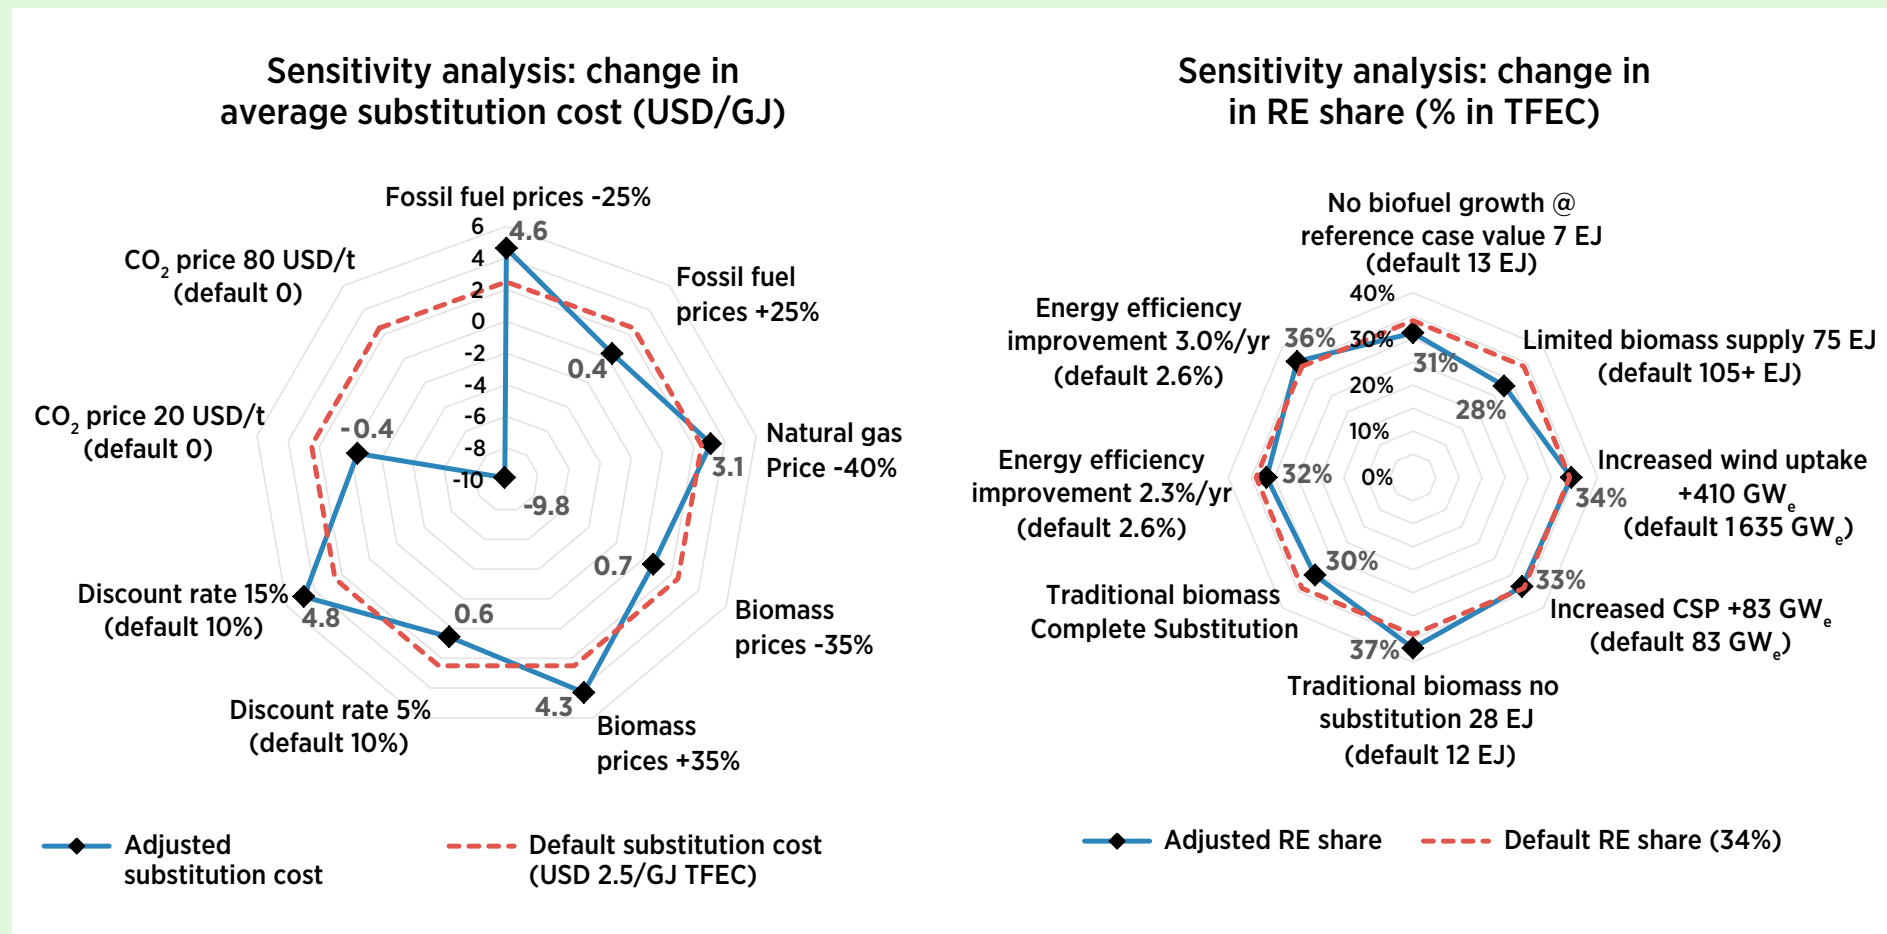 Sensitivity analysis: change in
average substitution cost (USD/GJ)
Fossil fuel prices -25%
6
4.6
4
2
0
-2
-4
-6
-8
-10
Fossil fuel
prices +25%
0.4
Natural gas
Price -40%
3.1
Biomass
prices -35%
0.7
Biomass
prices +35%
4.3
Discount rate 5%
(default 10%)
0.6
Discount rate 15%
(default 10%)
4.8
CO2 price 20 USD/t
(default 0)
-0.4
CO2 price 80 USD/t
(default 0)
-9.8
Adjusted
substitution cost
Default substitution cost
(USD 2.5/GJ TFEC)
Sensitivity analysis: change in
in RE share (% in TFEC)
No biofuel growth @
reference case value 7 EJ
(default 13 EJ)
40%
30%
20%
10%
0%
31%
Limited biomass supply 75 EJ
(default 105+ EJ)
28%
Increased wind uptake
+410 GWe
(default 1 635 GWe)
34%
Increased CSP +83 GWe
(default 83 GWe)
33%
Traditional biomass no
substitution 28 EJ
(default 12 EJ)
37%
Traditional biomass
Complete Substitution
30%
Energy efficiency
improvement 2.3%/yr
(default 2.6%)
32%
Energy efficiency
improvement 3.0%/yr
(default 2.6%)
36%
Adjusted RE share
Default RE share (34%)